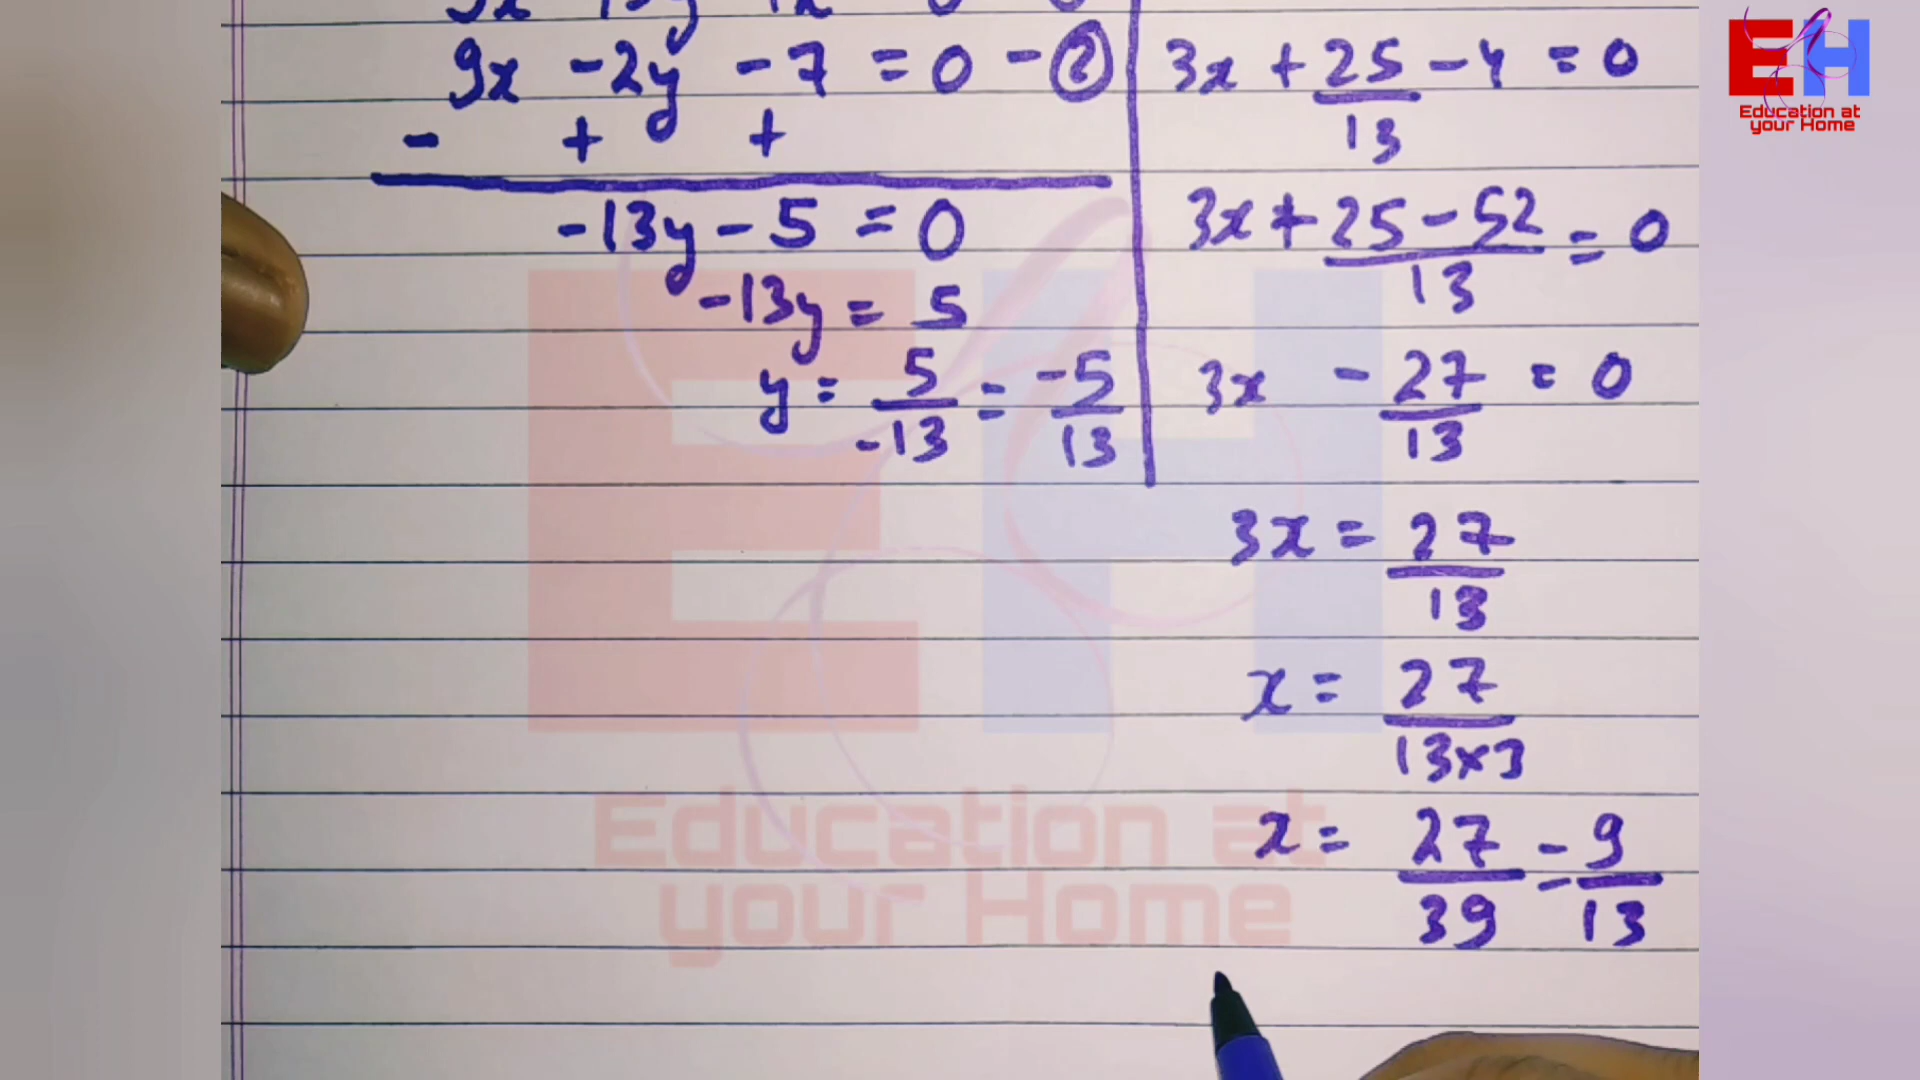 9x - 2y - 7 = 0 - ②
- + +
-13y - 5 = 0
-13y = 5
y = 5/-13 = -5/13
3x + 25/13 - 4 = 0
3x + 25 - 52/13 = 0
3x - 27/13 = 0
3x = 27/13
x = 27/13×3
x = 27/39 = 9/13
EH
Education at
your Home
Education at
your Home